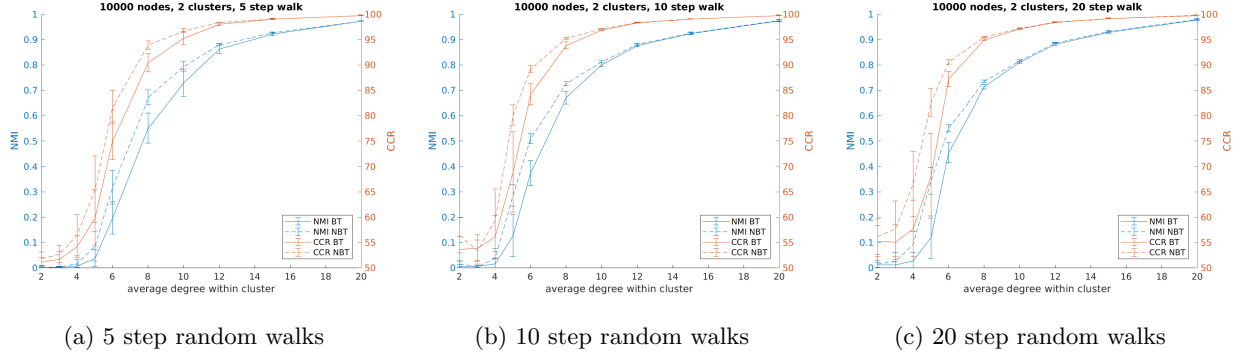 10000 nodes, 2 clusters, 5 step walk
1
0.9
0.8
0.7
0.6
0.5
0.4
0.3
0.2
0.1
0
NMI
100
95
90
85
80
75
70
65
60
55
50
CCR
2 4 6 8 10 12 14 16 18 20
average degree within cluster
NMI BT
NMI NBT
CCR BT
CCR NBT
(a) 5 step random walks
10000 nodes, 2 clusters, 10 step walk
1
0.9
0.8
0.7
0.6
0.5
0.4
0.3
0.2
0.1
0
NMI
100
95
90
85
80
75
70
65
60
55
50
CCR
2 4 6 8 10 12 14 16 18 20
average degree within cluster
NMI BT
NMI NBT
CCR BT
CCR NBT
(b) 10 step random walks
10000 nodes, 2 clusters, 20 step walk
1
0.9
0.8
0.7
0.6
0.5
0.4
0.3
0.2
0.1
0
NMI
100
95
90
85
80
75
70
65
60
55
50
CCR
2 4 6 8 10 12 14 16 18 20
average degree within cluster
NMI BT
NMI NBT
CCR BT
CCR NBT
(c) 20 step random walks